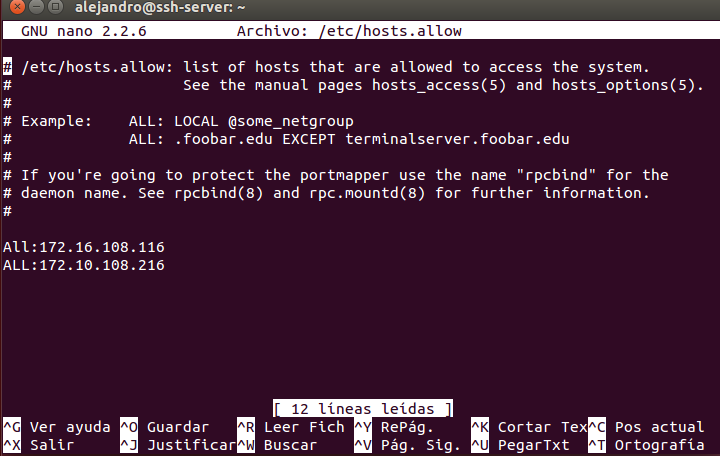 alejandro@ssh-server: ~
GNU nano 2.2.6 Archivo: /etc/hosts.allow
# /etc/hosts.allow: list of hosts that are allowed to access the system.
# See the manual pages hosts_access(5) and hosts_options(5).
#
# Example: ALL: LOCAL @some_netgroup
# ALL: .foobar.edu EXCEPT terminalserver.foobar.edu
#
# If you're going to protect the portmapper use the name "rpcbind" for the
# daemon name. See rpcbind(8) and rpc.mountd(8) for further information.
#
All:172.16.108.116
ALL:172.10.108.216
[ 12 líneas leídas ]
^G Ver ayuda ^O Guardar ^R Leer Fich ^Y RePág. ^K Cortar Tex^C Pos actual
^X Salir ^J Justificar^W Buscar ^V Pág. Sig. ^U PegarTxt ^T Ortografía